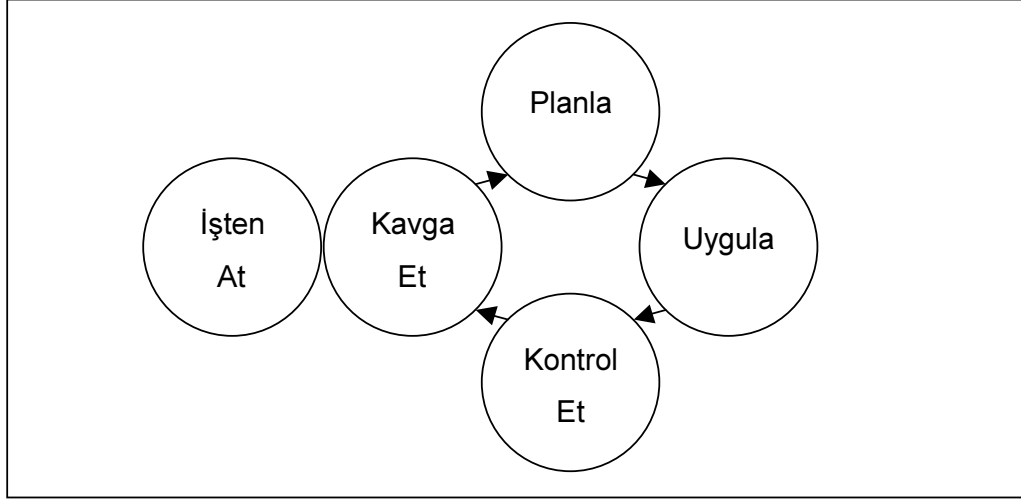 Planla
İşten
At
Kavga
Et
Uygula
Kontrol
Et